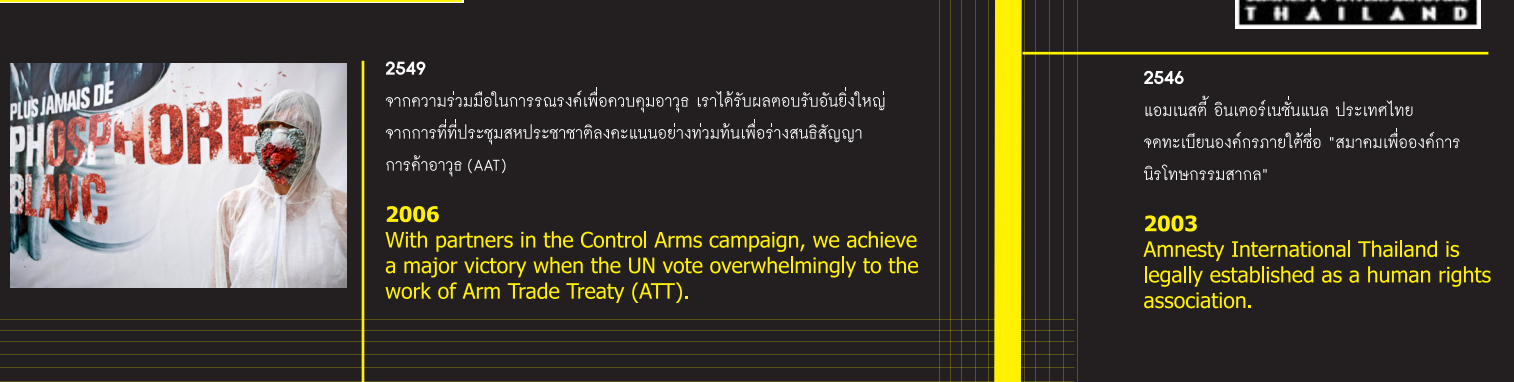 THAILAND
PLUS JAMAIS DE
PHOSPHORE
BLANC
2549
จากความร่วมมือในการรณรงค์เพื่อควบคุมอาวุธ เราได้รับผลตอบรับอันยิ่งใหญ่
จากการที่ที่ประชุมสหประชาชาติลงคะแนนอย่างท่วมท้นเพื่อร่างสนธิสัญญา
การค้าอาวุธ (AAT)
2006
With partners in the Control Arms campaign, we achieve
a major victory when the UN vote overwhelmingly to the
work of Arm Trade Treaty (ATT).
2546
แอมเนสตี้ อินเตอร์เนชั่นแนล ประเทศไทย
จดทะเบียนองค์กรภายใต้ชื่อ "สมาคมเพื่อองค์การ
นิรโทษกรรมสากล"
2003
Amnesty International Thailand is
legally established as a human rights
association.